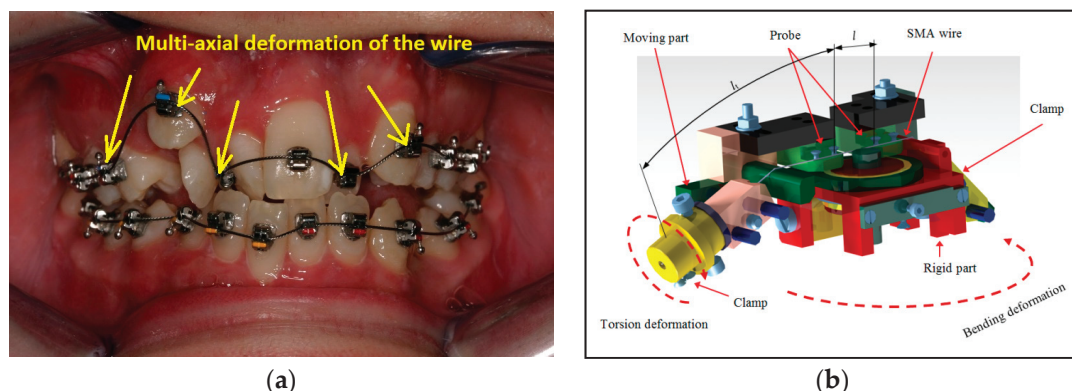 Multi-axial deformation of the wire
(a)
Moving part
Probe
l
SMA wire
Clamp
l₁
Rigid part
Clamp
Torsion deformation
Bending deformation
(b)